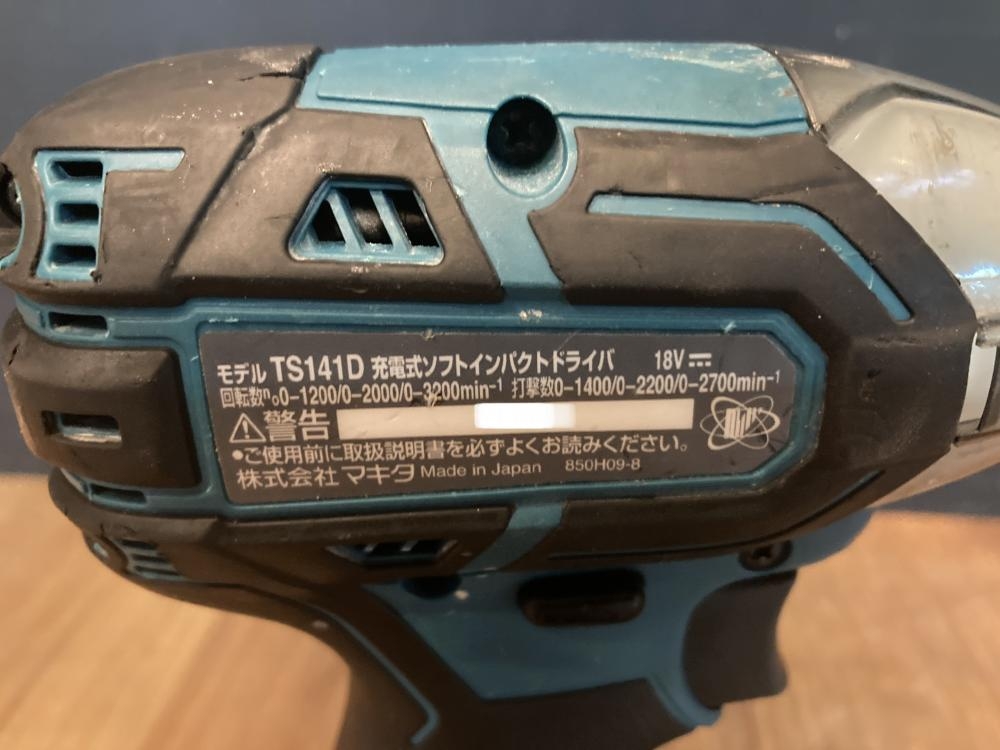 モデル TS141D 充電式ソフトインパクトドライバ 18V⎓
回転数n₀0-1200/0-2000/0-3200min⁻¹ 打撃数0-1400/0-2200/0-2700min⁻¹
⚠警告
•ご使用前に取扱説明書を必ずよくお読みください。
株式会社 マキタ Made in Japan 850H09-8